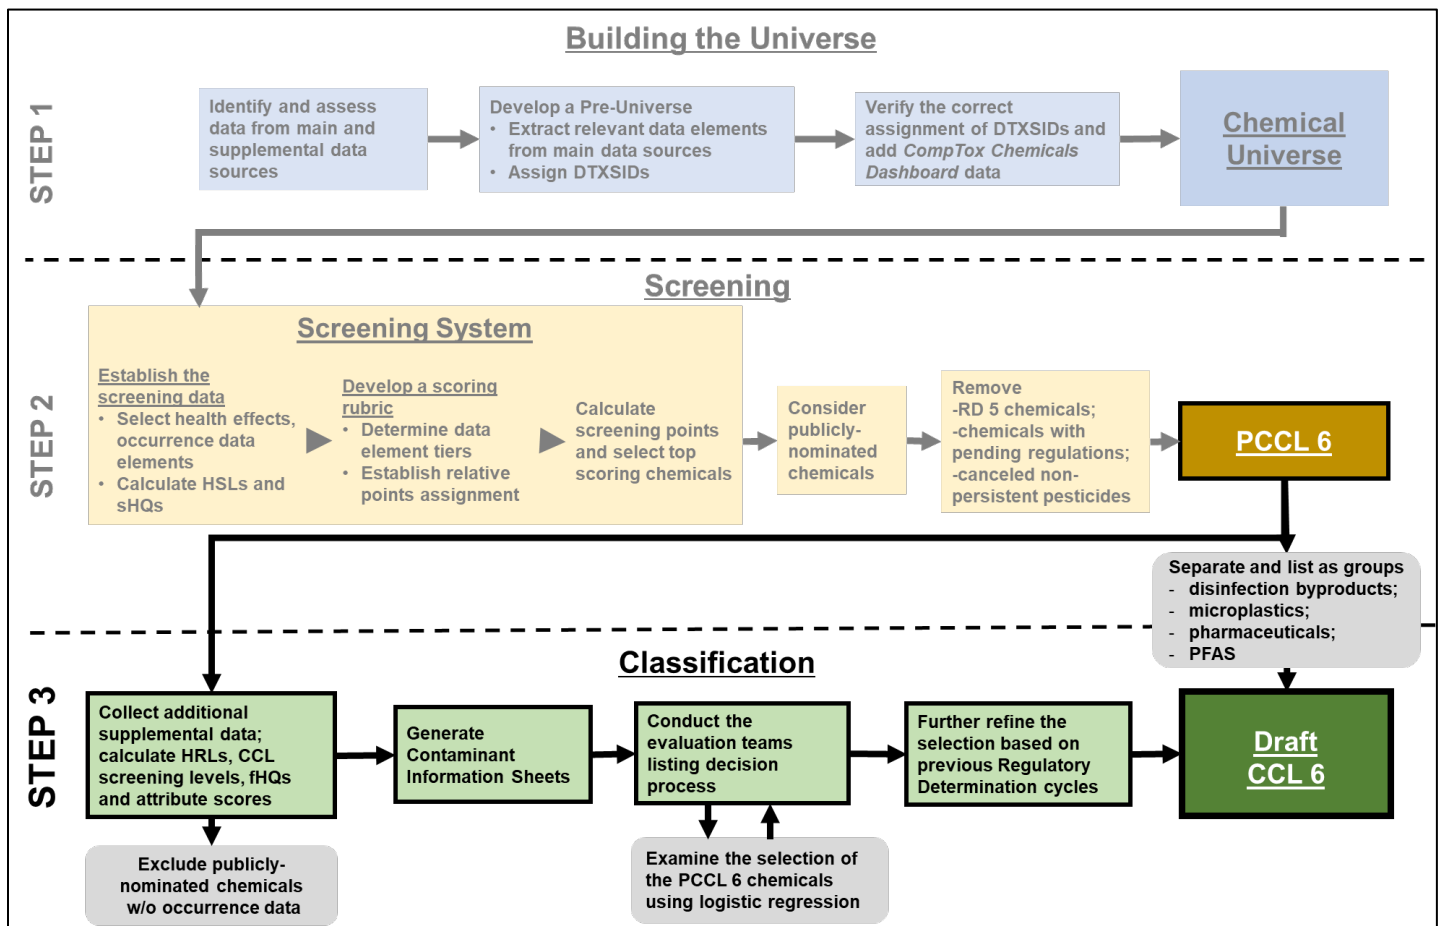 Building the Universe
STEP 1
Identify and assess
data from main and
supplemental data
sources
Develop a Pre-Universe
• Extract relevant data elements
from main data sources
• Assign DTXSIDs
Verify the correct
assignment of DTXSIDs and
add CompTox Chemicals
Dashboard data
Chemical
Universe
Screening
STEP 2
Screening System
Establish the
screening data
• Select health effects,
occurrence data
elements
• Calculate HSLs and
sHQs
Develop a scoring
rubric
• Determine data
element tiers
• Establish relative
points assignment
Calculate
screening points
and select top
scoring chemicals
Consider
publicly-
nominated
chemicals
Remove
-RD 5 chemicals;
-chemicals with
pending regulations;
-canceled non-
persistent pesticides
PCCL 6
Separate and list as groups
- disinfection byproducts;
- microplastics;
- pharmaceuticals;
- PFAS
Classification
STEP 3
Collect additional
supplemental data;
calculate HRLs, CCL
screening levels, fHQs
and attribute scores
Generate
Contaminant
Information Sheets
Conduct the
evaluation teams
listing decision
process
Further refine the
selection based on
previous Regulatory
Determination cycles
Draft
CCL 6
Exclude publicly-
nominated chemicals
w/o occurrence data
Examine the selection of
the PCCL 6 chemicals
using logistic regression